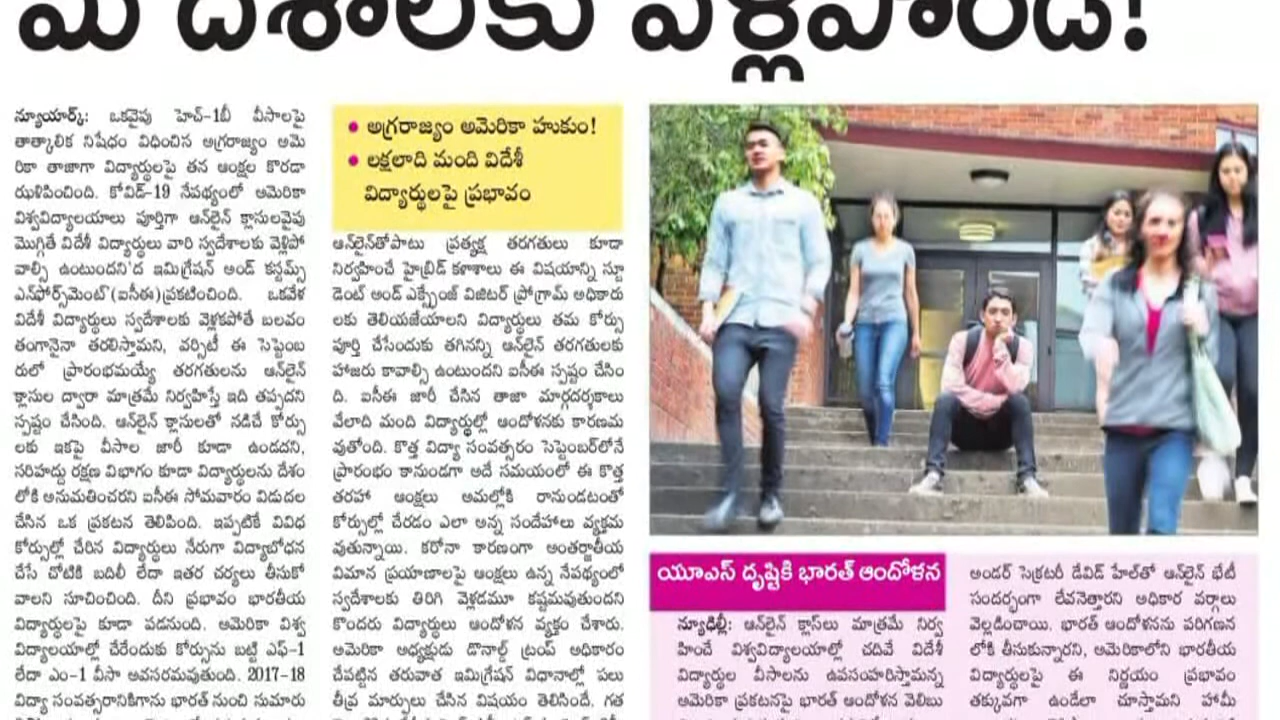 మీ దేశాలకు వెళ్లిపోండి!
న్యూయార్క్: ఒకవైపు హెచ్-1బీ వీసాలపై
తాత్కాలిక నిషేధం విధించిన అగ్రరాజ్యం అమె
రికా తాజాగా విద్యార్థులపై తన ఆంక్షల కొరడా
ఝళిపించింది. కోవిడ్-19 నేపథ్యంలో అమెరికా
విశ్వవిద్యాలయాలు పూర్తిగా ఆన్‌లైన్ క్లాసులవైపు
మొగ్గితే విదేశీ విద్యార్థులు వారి స్వదేశాలకు వెళ్లిపో
వాల్సి ఉంటుందని'ద ఇమిగ్రేషన్ అండ్ కస్టమ్స్
ఎన్‌ఫోర్స్‌మెంట్'(ఐసీఈ)ప్రకటించింది. ఒకవేళ
విదేశీ విద్యార్థులు స్వదేశాలకు వెళ్లకపోతే బలవం
తంగానైనా తరలిస్తామని, వర్సిటీ ఈ సెప్టెంబ
రులో ప్రారంభమయ్యే తరగతులను ఆన్‌లైన్
క్లాసుల ద్వారా మాత్రమే నిర్వహిస్తే ఇది తప్పదని
స్పష్టం చేసింది. ఆన్‌లైన్ క్లాసులతో నడిచే కోర్సు
లకు ఇకపై వీసాల జారీ కూడా ఉండదని,
సరిహద్దు రక్షణ విభాగం కూడా విద్యార్థులను దేశం
లోకి అనుమతించరని ఐసీఈ సోమవారం విడుదల
చేసిన ఒక ప్రకటన తెలిపింది. ఇప్పటికే వివిధ
కోర్సుల్లో చేరిన విద్యార్థులు నేరుగా విద్యాబోధన
చేసే చోటికి బదిలీ లేదా ఇతర చర్యలు తీసుకో
వాలని సూచించింది. దీని ప్రభావం భారతీయ
విద్యార్థులపై కూడా పడనుంది. అమెరికా విశ్వ
విద్యాలయాల్లో చేరేందుకు కోర్సును బట్టి ఎఫ్-1
లేదా ఎం-1 వీసా అవసరమవుతుంది. 2017-18
విద్యా సంవత్సరానికిగాను భారత్ నుంచి సుమారు
• అగ్రరాజ్యం అమెరికా హుకుం!
• లక్షలాది మంది విదేశీ
విద్యార్థులపై ప్రభావం
ఆన్‌లైన్‌తోపాటు ప్రత్యక్ష తరగతులు కూడా
నిర్వహించే హైబ్రిడ్ కళాశాలు ఈ విషయాన్ని స్టూ
డెంట్ అండ్ ఎక్స్ఛేంజ్ విజిటర్ ప్రోగ్రామ్ అధికారు
లకు తెలియజేయాలని విద్యార్థులు తమ కోర్సు
పూర్తి చేసేందుకు తగినన్ని ఆన్‌లైన్ తరగతులకు
హాజరు కావాల్సి ఉంటుందని ఐసీఈ స్పష్టం చేసిం
ది. ఐసీఈ జారీ చేసిన తాజా మార్గదర్శకాలు
వేలాది మంది విద్యార్థుల్లో ఆందోళనకు కారణమ
వుతోంది. కొత్త విద్యా సంవత్సరం సెప్టెంబర్‌లోనే
ప్రారంభం కానుండగా అదే సమయంలో ఈ కొత్త
తరహా ఆంక్షలు అమల్లోకి రానుండటంతో
కోర్సుల్లో చేరడం ఎలా అన్న సందేహాలు వ్యక్తమ
వుతున్నాయి. కరోనా కారణంగా అంతర్జాతీయ
విమాన ప్రయాణాలపై ఆంక్షలు ఉన్న నేపథ్యంలో
స్వదేశాలకు తిరిగి వెళ్లడమూ కష్టమవుతుందని
కొందరు విద్యార్థులు ఆందోళన వ్యక్తం చేశారు.
అమెరికా అధ్యక్షుడు డొనాల్డ్ ట్రంప్ అధికారం
చేపట్టిన తరువాత ఇమిగ్రేషన్ విధానాల్లో పలు
తీవ్ర మార్పులు చేసిన విషయం తెలిసిందే. గత
యూఎస్ దృష్టికి భారత్ ఆందోళన
న్యూఢిల్లీ: ఆన్‌లైన్ క్లాస్‌లు మాత్రమే నిర్వ
హించే విశ్వవిద్యాలయాల్లో చదివే విదేశీ
విద్యార్థుల వీసాలను ఉపసంహరిస్తామన్న
అమెరికా ప్రకటనపై భారత్ ఆందోళన వెలిబు
అండర్ సెక్రటరీ డేవిడ్ హేల్‌తో ఆన్‌లైన్ భేటీ
సందర్భంగా లేవనెత్తారని అధికార వర్గాలు
వెల్లడించాయి. భారత్ ఆందోళనను పరిగణన
లోకి తీసుకున్నారని, అమెరికాలోని భారతీయ
విద్యార్థులపై ఈ నిర్ణయం ప్రభావం
తక్కువగా ఉండేలా చూస్తామని హామీ